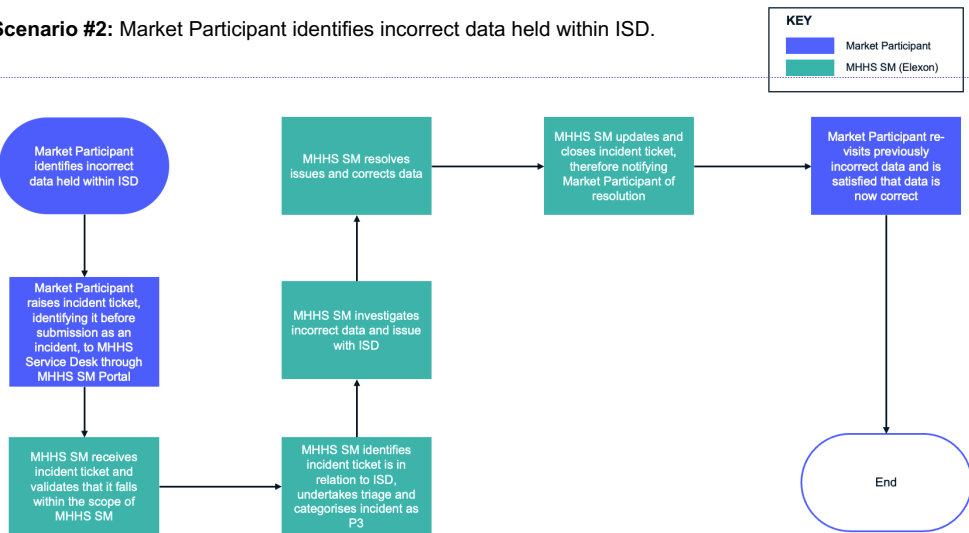 Scenario #2: Market Participant identifies incorrect data held within ISD.
KEY
Market Participant
MHHS SM (Elexon)
Market Participant
identifies incorrect
data held within ISD
Market Participant
raises incident ticket,
identifying it before
submission as an
incident, to MHHS
Service Desk through
MHHS SM Portal
MHHS SM receives
incident ticket and
validates that it falls
within the scope of
MHHS SM
MHHS SM identifies
incident ticket is in
relation to ISD,
undertakes triage and
categorises incident as
P3
MHHS SM investigates
incorrect data and issue
with ISD
MHHS SM resolves
issues and corrects data
MHHS SM updates and
closes incident ticket,
therefore notifying
Market Participant of
resolution
Market Participant re-
visits previously
incorrect data and is
satisfied that data is
now correct
End